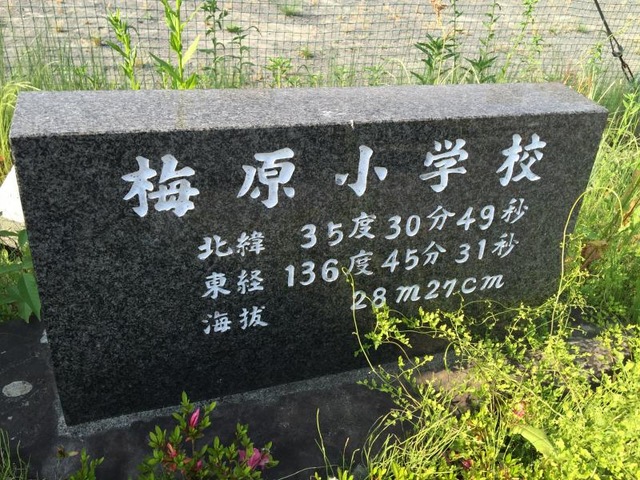 梅原小学校
北緯 35度30分49秒
東経 136度45分31秒
海抜 28m27cm